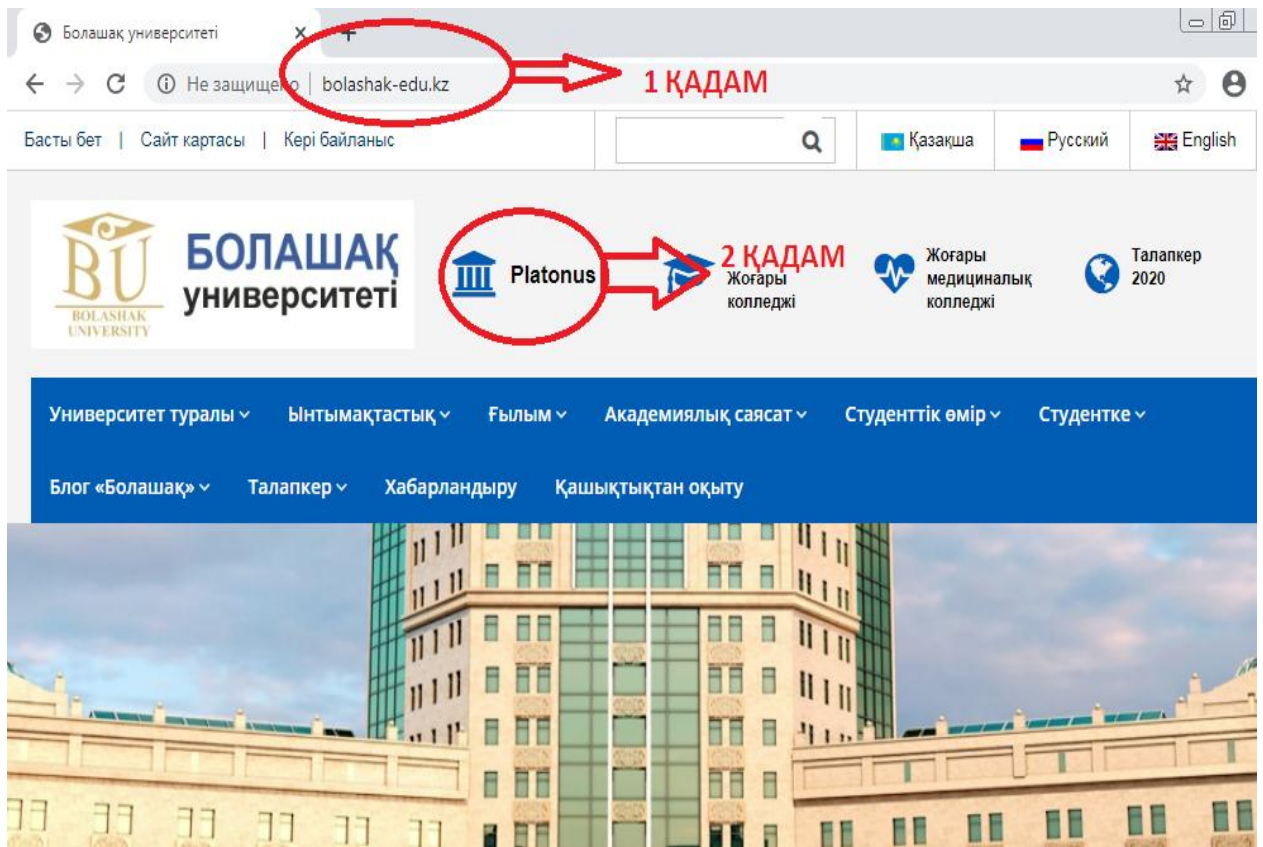 Болашақ университеті
Не защищено | bolashak-edu.kz
1 ҚАДАМ
Басты бет | Сайт картасы | Кері байланыс
Қазақша
Русский
English
BU
BOLASHAK
UNIVERSITY
БОЛАШАҚ
университеті
Platonus
2 ҚАДАМ
Жоғары
колледжі
Жоғары
медициналық
колледжі
Талапкер
2020
Университет туралы Ынтымақтастық Ғылым Академиялық саясат Студенттік өмір Студентке
Блог «Болашақ» Талапкер Хабарландыру Қашықтықтан оқыту